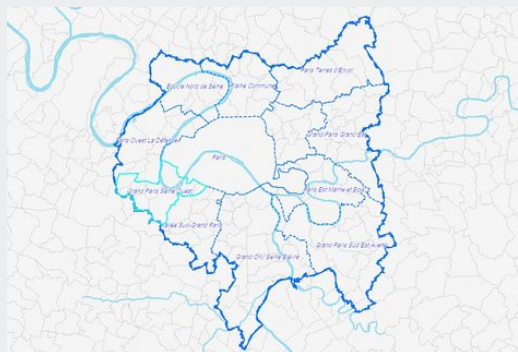 Paris Terres d'Envol
Boucle Nord de Seine
Plaine Commune
Grand-Paris Grand Est
Paris Ouest La Défense
Paris
Grand Paris Seine Ouest
Paris Est Marne et Bois
Vallée Sud-Grand Paris
Grand Paris Sud Est Avenir
Grand-Orly Seine Bièvre